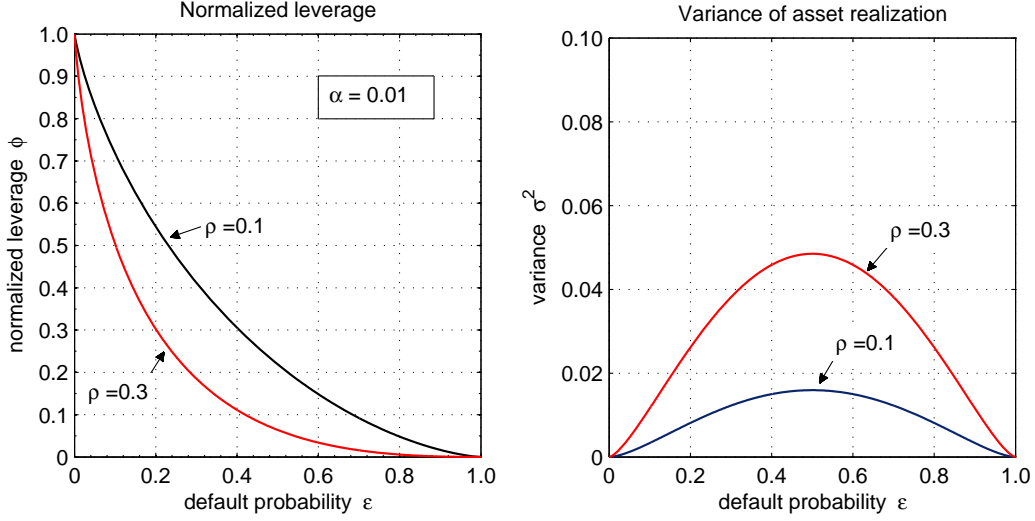 Normalized leverage
1.0
0.9
0.8
0.7
0.6
0.5
0.4
0.3
0.2
0.1
0
normalized leverage ϕ
α = 0.01
ρ =0.1
ρ =0.3
0
0.2
0.4
0.6
0.8
1.0
default probability ε
Variance of asset realization
0.10
0.08
0.06
0.04
0.02
0
variance σ²
ρ =0.3
ρ =0.1
0
0.2
0.4
0.6
0.8
1.0
default probability ε